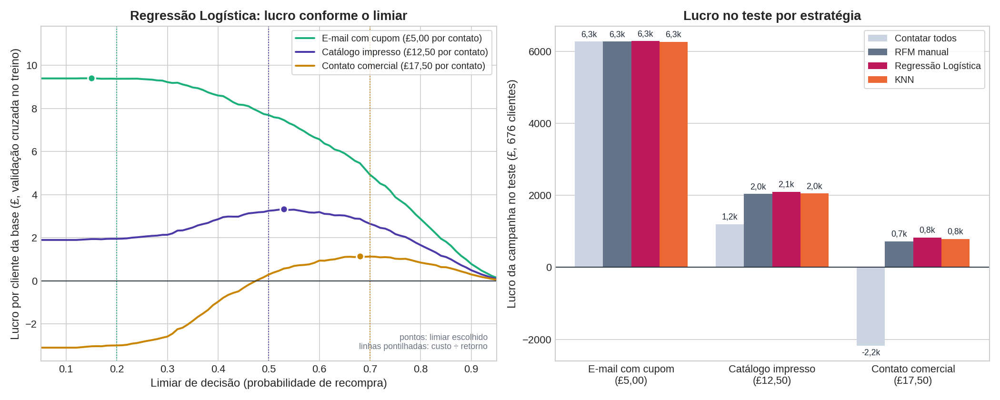 Regressão Logística: lucro conforme o limiar
Lucro por cliente da base (£, validação cruzada no treino)
E-mail com cupom (£5,00 por contato)
Catálogo impresso (£12,50 por contato)
Contato comercial (£17,50 por contato)
10
8
6
4
2
0
−2
pontos: limiar escolhido
linhas pontilhadas: custo ÷ retorno
0.1 0.2 0.3 0.4 0.5 0.6 0.7 0.8 0.9
Limiar de decisão (probabilidade de recompra)
Lucro no teste por estratégia
Lucro da campanha no teste (£, 676 clientes)
Contatar todos
RFM manual
Regressão Logística
KNN
6000
4000
2000
0
−2000
6,3k 6,3k 6,3k 6,3k
1,2k 2,0k 2,1k 2,0k
-2,2k 0,7k 0,8k 0,8k
E-mail com cupom
(£5,00)
Catálogo impresso
(£12,50)
Contato comercial
(£17,50)